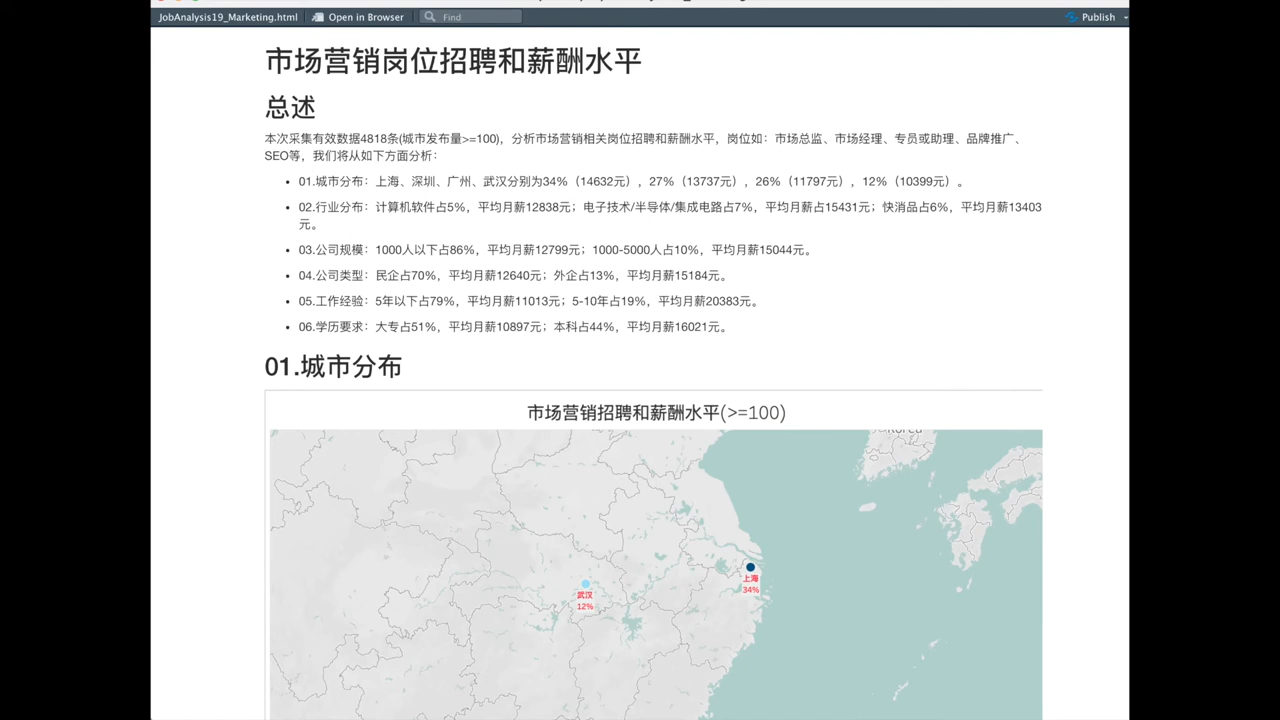 JobAnalysis19_Marketing.html
Open in Browser
Find
Publish
市场营销岗位招聘和薪酬水平
总述
本次采集有效数据4818条(城市发布量>=100)，分析市场营销相关岗位招聘和薪酬水平，岗位如：市场总监、市场经理、专员或助理、品牌推广、
SEO等，我们将从如下方面分析：
• 01.城市分布：上海、深圳、广州、武汉分别为34%（14632元）, 27%（13737元）, 26%（11797元）, 12%（10399元）。
• 02.行业分布：计算机软件占5%，平均月薪12838元；电子技术/半导体/集成电路占7%，平均月薪占15431元；快消品占6%，平均月薪13403
元。
• 03.公司规模：1000人以下占86%，平均月薪12799元；1000-5000人占10%，平均月薪15044元。
• 04.公司类型：民企占70%，平均月薪12640元；外企占13%，平均月薪15184元。
• 05.工作经验：5年以下占79%，平均月薪11013元；5-10年占19%，平均月薪20383元。
• 06.学历要求：大专占51%，平均月薪10897元；本科占44%，平均月薪16021元。
01.城市分布
市场营销招聘和薪酬水平(>=100)
Korea
上海
34%
武汉
12%